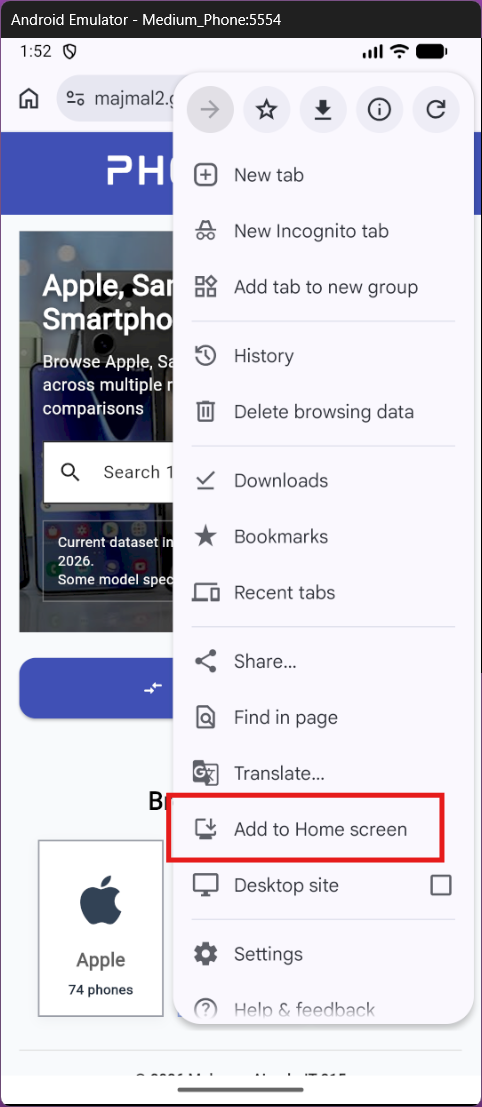 Android Emulator - Medium_Phone:5554
1:52
majmal2.g
PHO
New tab
New Incognito tab
Add tab to new group
History
Delete browsing data
Downloads
Bookmarks
Recent tabs
Share...
Find in page
Translate...
Add to Home screen
Desktop site
Settings
Help & feedback
Apple, Sam
Smartpho
Browse Apple, Sa
across multiple
comparisons
Search 1
Current dataset in
2026.
Some model spec
Br
Apple
74 phones